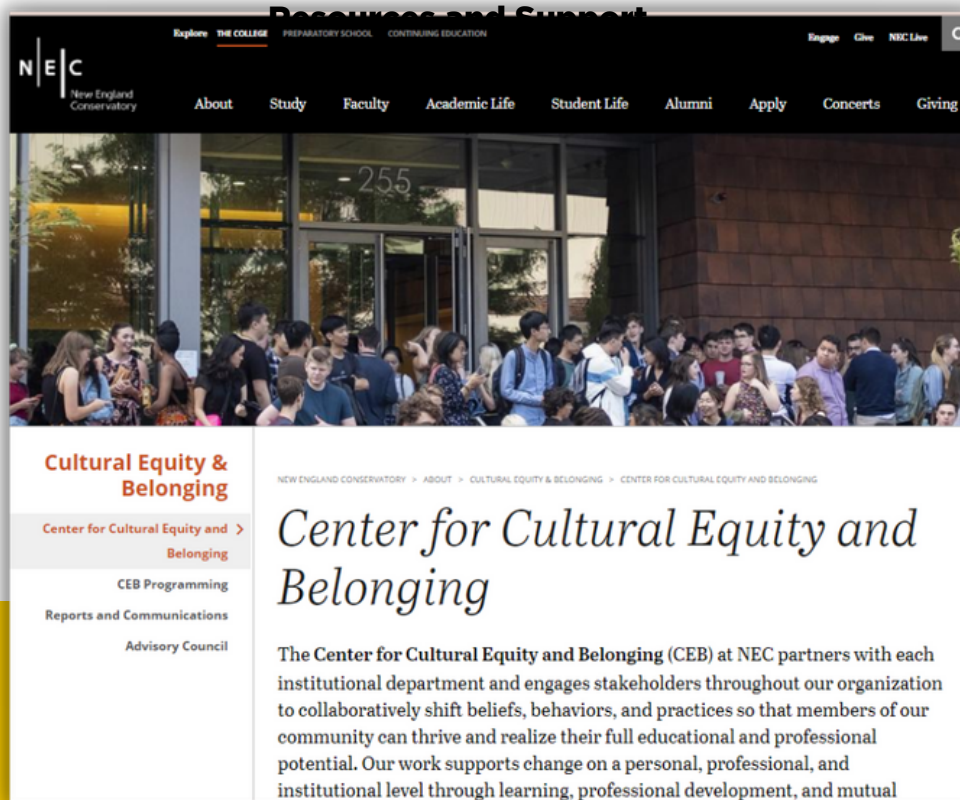 Resources and Support
Explore THE COLLEGE PREPARATORY SCHOOL CONTINUING EDUCATION
Engage Give NEC Live
N E C
New England
Conservatory
About Study Faculty Academic Life Student Life Alumni Apply Concerts Giving
255
Cultural Equity &
Belonging
Center for Cultural Equity and
Belonging
CEB Programming
Reports and Communications
Advisory Council
NEW ENGLAND CONSERVATORY > ABOUT > CULTURAL EQUITY & BELONGING > CENTER FOR CULTURAL EQUITY AND BELONGING
Center for Cultural Equity and
Belonging
The Center for Cultural Equity and Belonging (CEB) at NEC partners with each
institutional department and engages stakeholders throughout our organization
to collaboratively shift beliefs, behaviors, and practices so that members of our
community can thrive and realize their full educational and professional
potential. Our work supports change on a personal, professional, and
institutional level through learning, professional development, and mutual